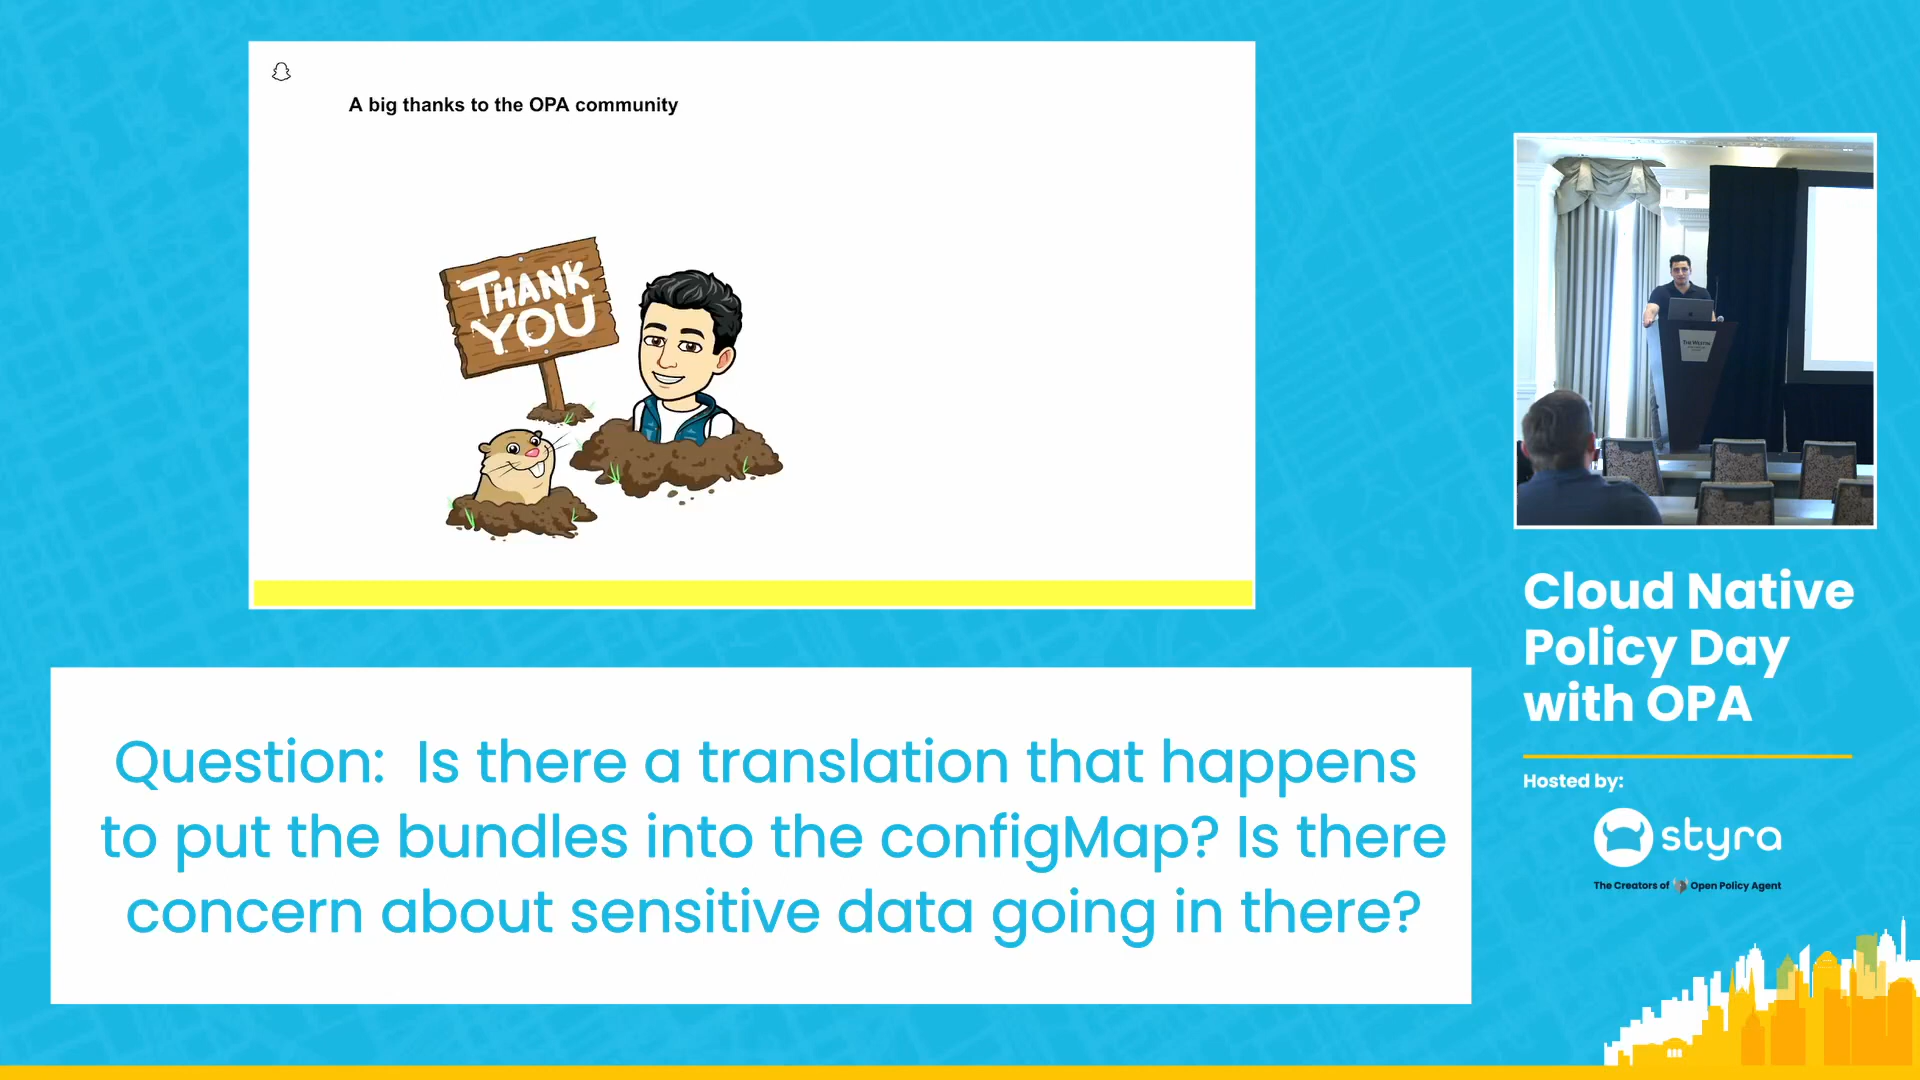 A big thanks to the OPA community
THANK
YOU
Cloud Native
Policy Day
with OPA
Hosted by:
styra
The Creators of Open Policy Agent
Question: Is there a translation that happens
to put the bundles into the configMap? Is there
concern about sensitive data going in there?